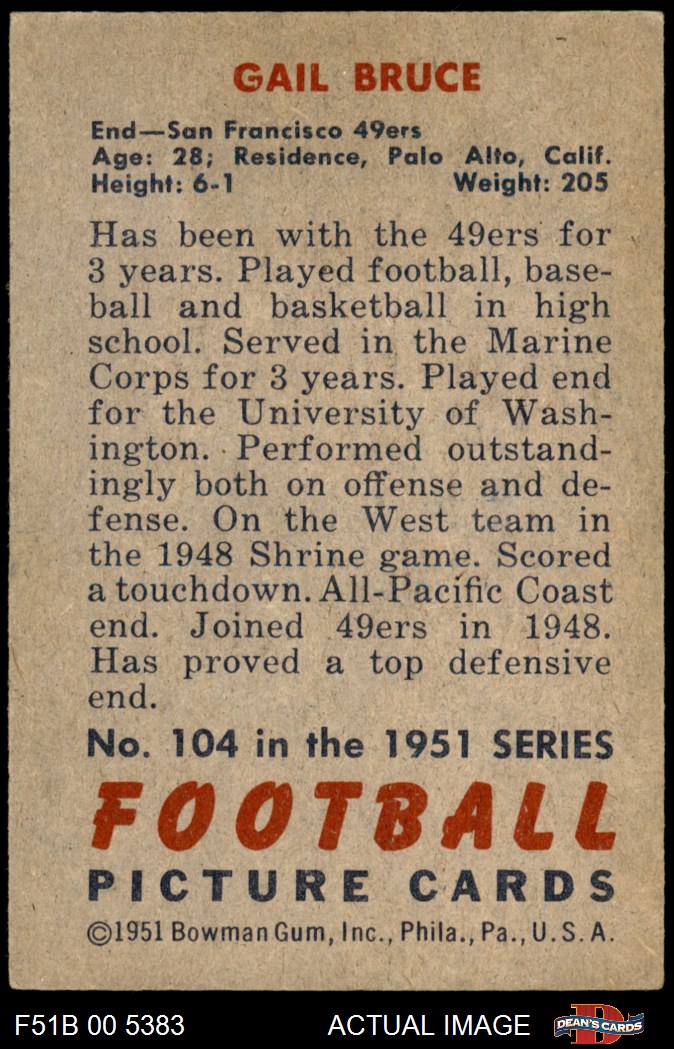 GAIL BRUCE
End—San Francisco 49ers
Age: 28; Residence, Palo Alto, Calif.
Height: 6-1 Weight: 205
Has been with the 49ers for
3 years. Played football, base-
ball and basketball in high
school. Served in the Marine
Corps for 3 years. Played end
for the University of Wash-
ington. Performed outstand-
ingly both on offense and de-
fense. On the West team in
the 1948 Shrine game. Scored
a touchdown. All-Pacific Coast
end. Joined 49ers in 1948.
Has proved a top defensive
end.
No. 104 in the 1951 SERIES
FOOTBALL
PICTURE CARDS
©1951 Bowman Gum, Inc., Phila., Pa., U.S.A.
F51B 00 5383 ACTUAL IMAGE D DEAN'S CARDS